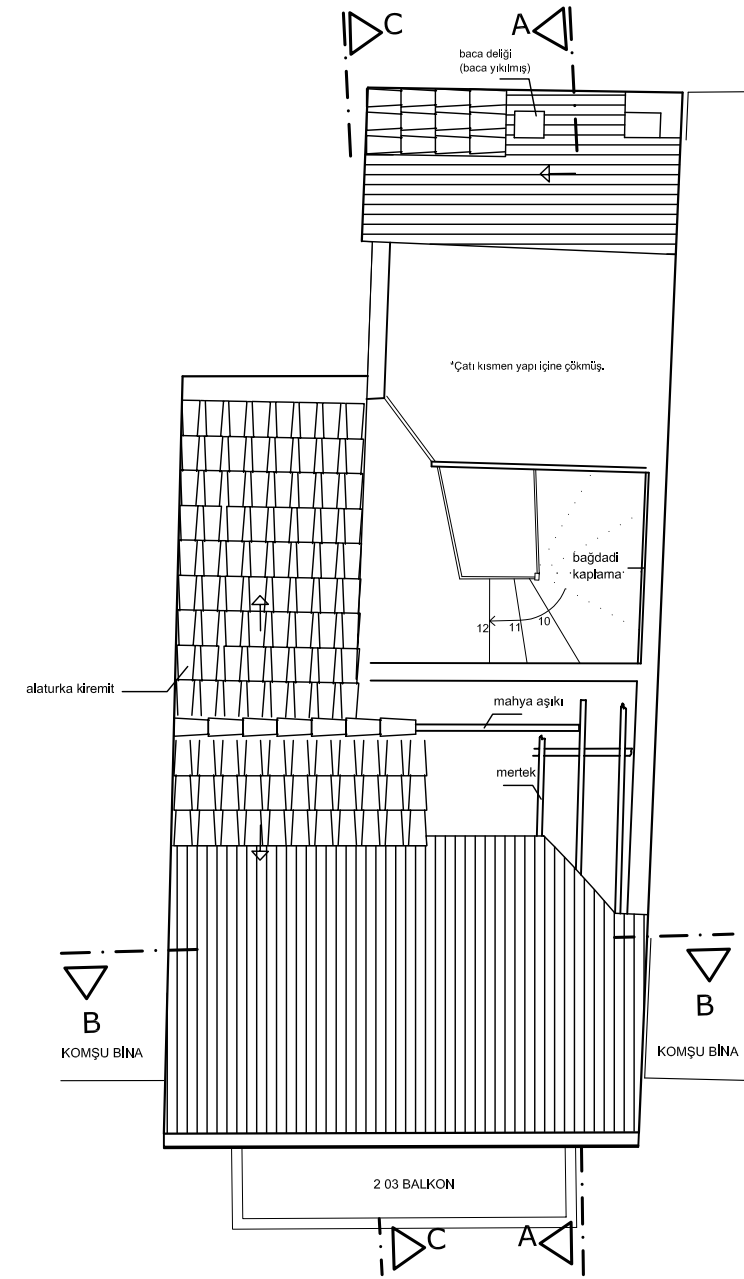 C
A
baca deliği
(baca yıkılmış)
*Çatı kısmen yapı içine çökmüş.
bağdadi
kaplama
12 11 10
alaturka kiremit
mahya aşıkı
mertek
B
B
KOMŞU BİNA
KOMŞU BİNA
2 03 BALKON
C
A